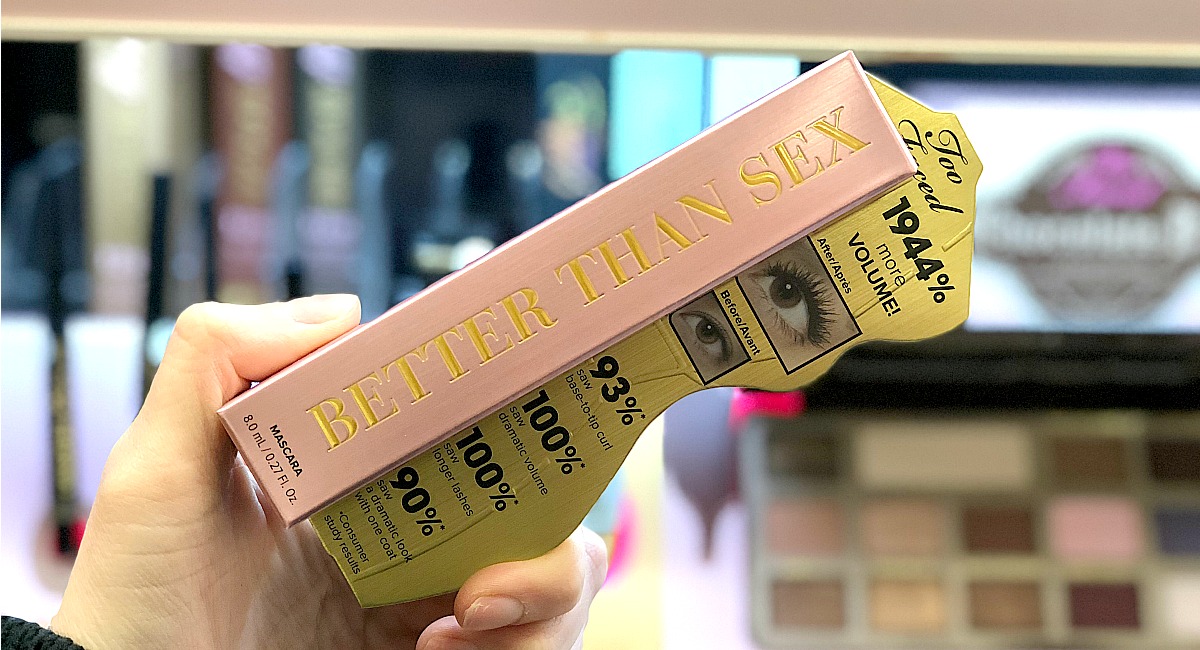 BETTER THAN SEX
MASCARA
8.0 mL / 0.27 Fl. Oz.
Too
Faced
1944%
more
VOLUME!
After/Après
Before/Avant
93%*
saw
base-to-tip curl
100%*
saw
dramatic volume
100%*
saw
longer lashes
90%*
saw
a dramatic look
with one coat
*Consumer
study results